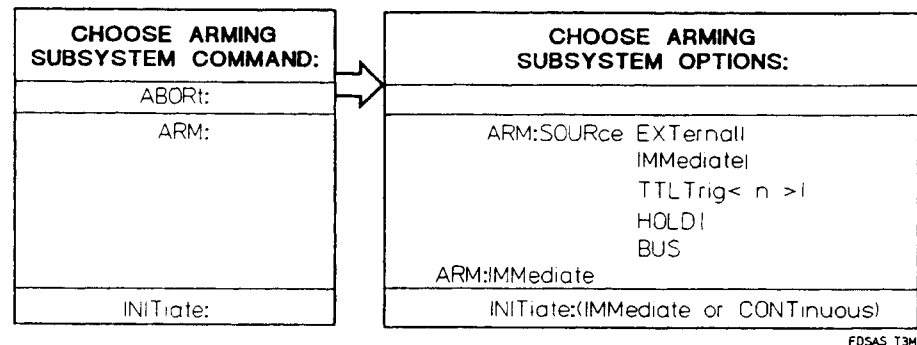 CHOOSE ARMING
SUBSYSTEM COMMAND:
ABORt:
ARM:
INITiate:
CHOOSE ARMING
SUBSYSTEM OPTIONS:
ARM:SOURce EXTernal|
IMMediate|
TTLTrig< n >|
HOLD|
BUS
ARM:IMMediate
INITiate:(IMMediate or CONTinuous)
FDSAS T3M